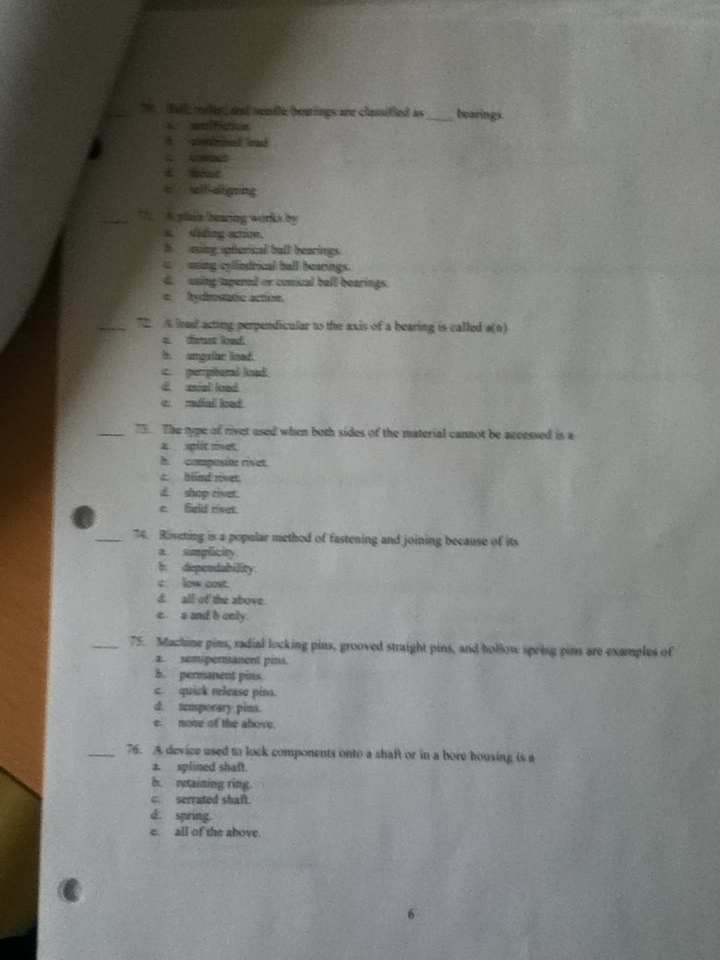 70. Ball, roller, and needle bearings are classified as ____ bearings.
a. antifriction
b. combined load
c. contact
d. thrust
e. self-aligning
____ 71. A plain bearing works by
a. sliding action.
b. using spherical ball bearings.
c. using cylindrical ball bearings.
d. using tapered or conical ball bearings.
e. hydrostatic action.
____ 72. A load acting perpendicular to the axis of a bearing is called a(n)
a. thrust load.
b. angular load.
c. peripheral load.
d. axial load.
e. radial load.
____ 73. The type of rivet used when both sides of the material cannot be accessed is a
a. split rivet.
b. composite rivet.
c. blind rivet.
d. shop rivet.
e. field rivet.
____ 74. Riveting is a popular method of fastening and joining because of its
a. simplicity.
b. dependability.
c. low cost.
d. all of the above.
e. a and b only.
____ 75. Machine pins, radial locking pins, grooved straight pins, and hollow spring pins are examples of
a. semipermanent pins.
b. permanent pins.
c. quick release pins.
d. temporary pins.
e. none of the above.
____ 76. A device used to lock components onto a shaft or in a bore housing is a
a. splined shaft.
b. retaining ring.
c. serrated shaft.
d. spring.
e. all of the above.
6